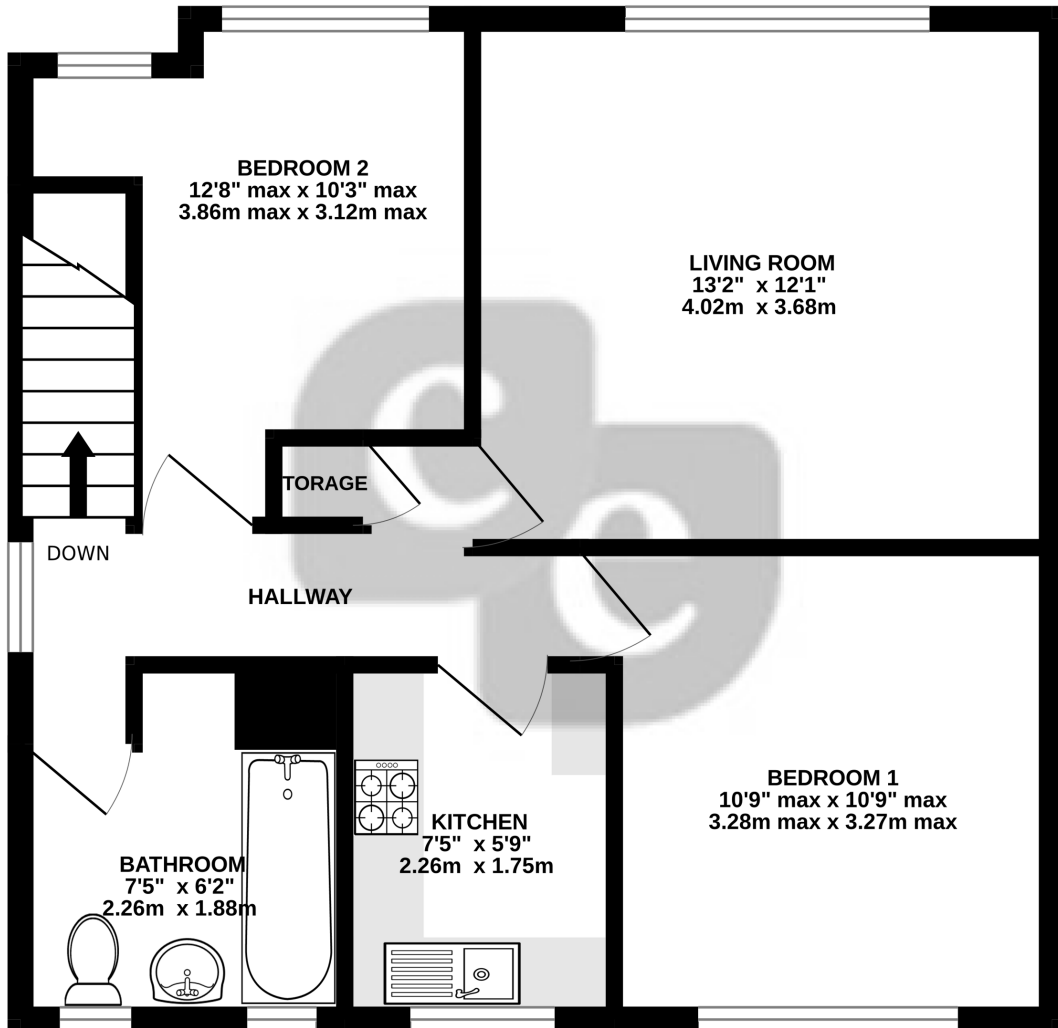 BEDROOM 2
12'8" max x 10'3" max
3.86m max x 3.12m max
LIVING ROOM
13'2" x 12'1"
4.02m x 3.68m
TORAGE
DOWN
HALLWAY
BEDROOM 1
10'9" max x 10'9" max
3.28m max x 3.27m max
KITCHEN
7'5" x 5'9"
2.26m x 1.75m
BATHROOM
7'5" x 6'2"
2.26m x 1.88m
c
e